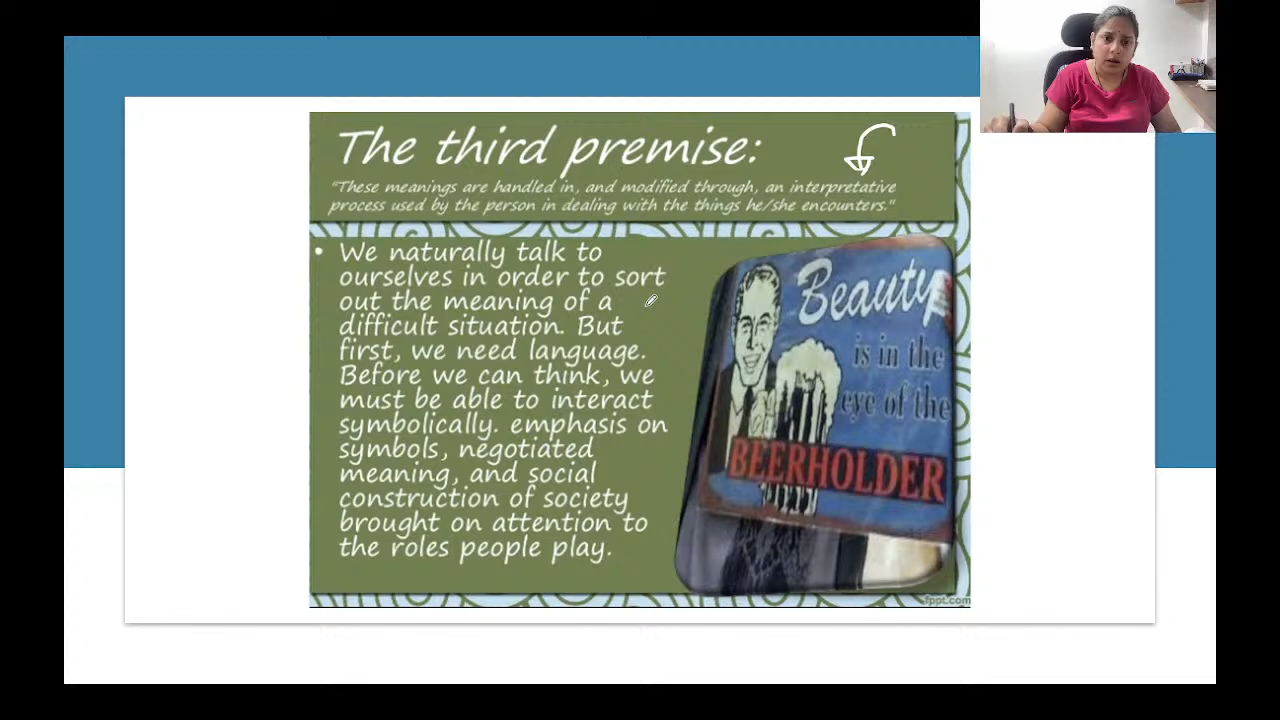 The third premise:
"These meanings are handled in, and modified through, an interpretative
process used by the person in dealing with the things he/she encounters."
• We naturally talk to
ourselves in order to sort
out the meaning of a
difficult situation. But
first, we need language.
Before we can think, we
must be able to interact
symbolically. emphasis on
symbols, negotiated
meaning, and social
construction of society
brought on attention to
the roles people play.
Beauty
is in the
eye of the
BEERHOLDER
fppt.com